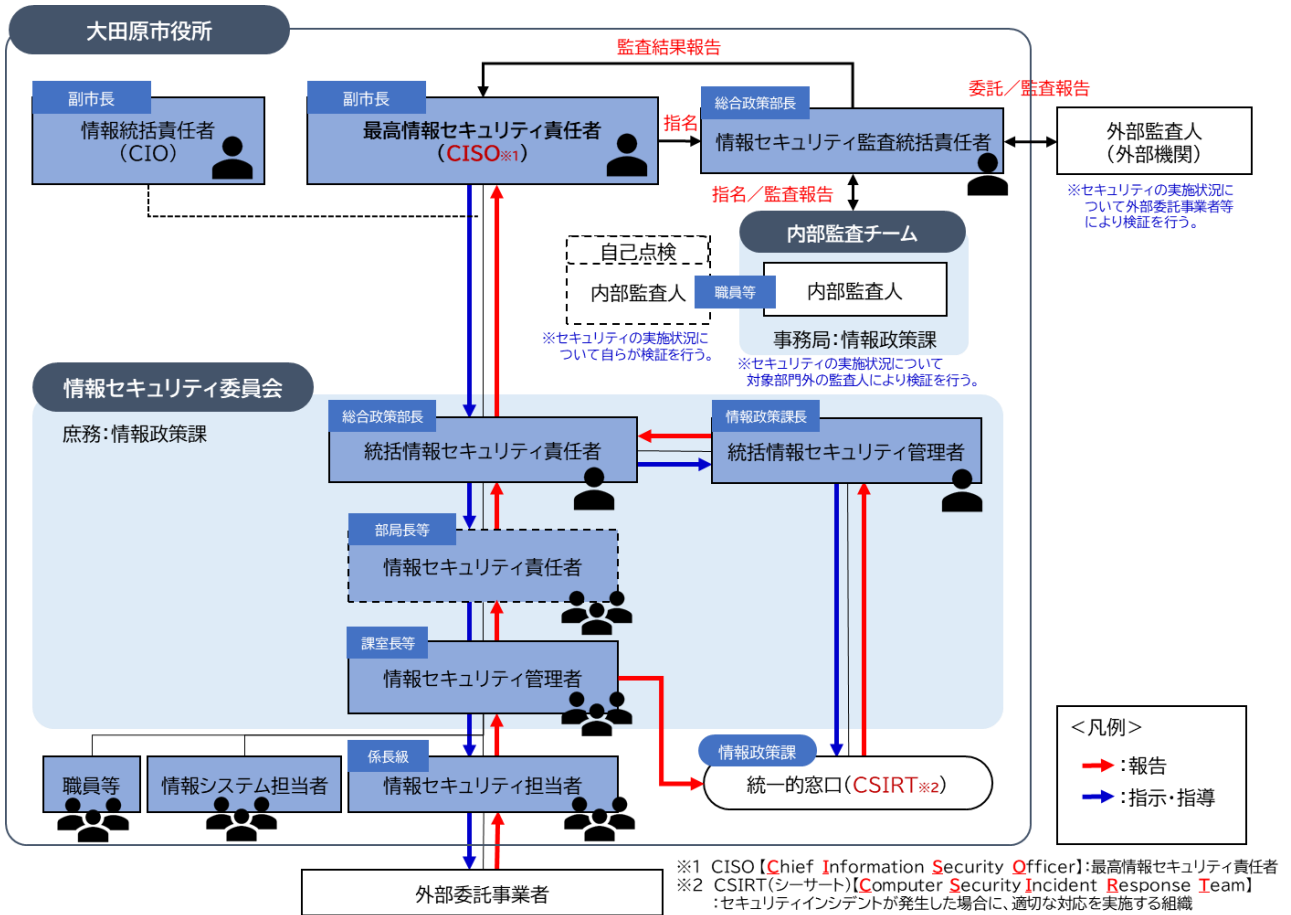 大田原市役所
監査結果報告
副市長
情報統括責任者
(CIO)
副市長
最高情報セキュリティ責任者
(CISO※1)
指名
総合政策部長
情報セキュリティ監査統括責任者
委託／監査報告
外部監査人
(外部機関)
※セキュリティの実施状況に
ついて外部委託事業者等
により検証を行う。
指名／監査報告
内部監査チーム
自己点検
内部監査人
職員等
内部監査人
事務局：情報政策課
※セキュリティの実施状況に
ついて自らが検証を行う。
※セキュリティの実施状況について
対象部門外の監査人により検証を行う。
情報セキュリティ委員会
庶務：情報政策課
総合政策部長
統括情報セキュリティ責任者
情報政策課長
統括情報セキュリティ管理者
部局長等
情報セキュリティ責任者
課室長等
情報セキュリティ管理者
職員等
情報システム担当者
係長級
情報セキュリティ担当者
情報政策課
統一的窓口(CSIRT※2)
＜凡例＞
：報告
：指示・指導
外部委託事業者
※1 CISO【Chief Information Security Officer】：最高情報セキュリティ責任者
※2 CSIRT(シーサート)【Computer Security Incident Response Team】
：セキュリティインシデントが発生した場合に、適切な対応を実施する組織